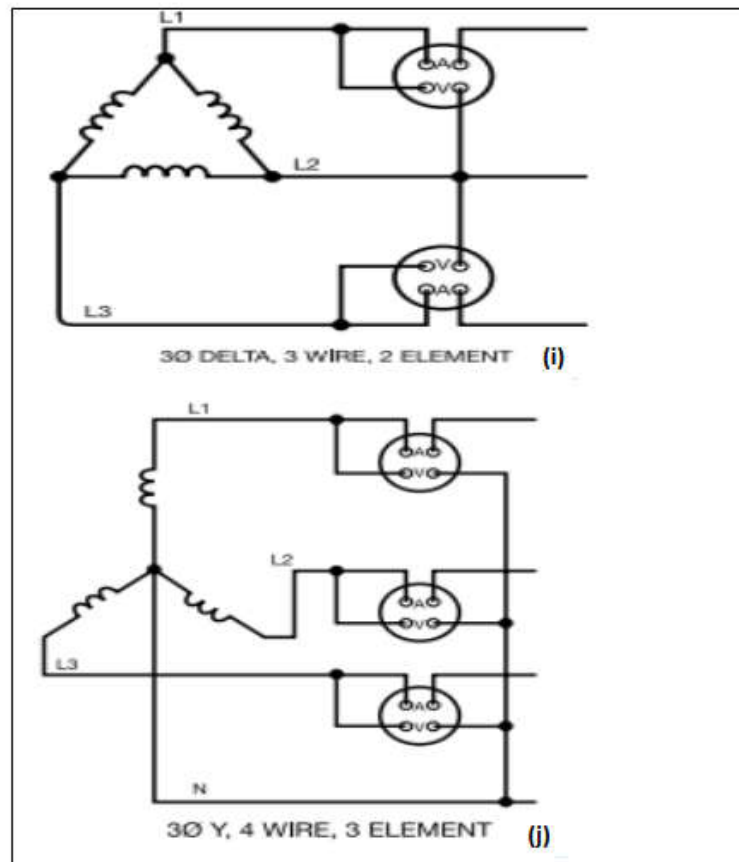 L1
A
V
L2
V
A
L3
3Ø DELTA, 3 WIRE, 2 ELEMENT (i)
L1
A
V
L2
A
V
L3
A
V
N
3Ø Y, 4 WIRE, 3 ELEMENT (j)